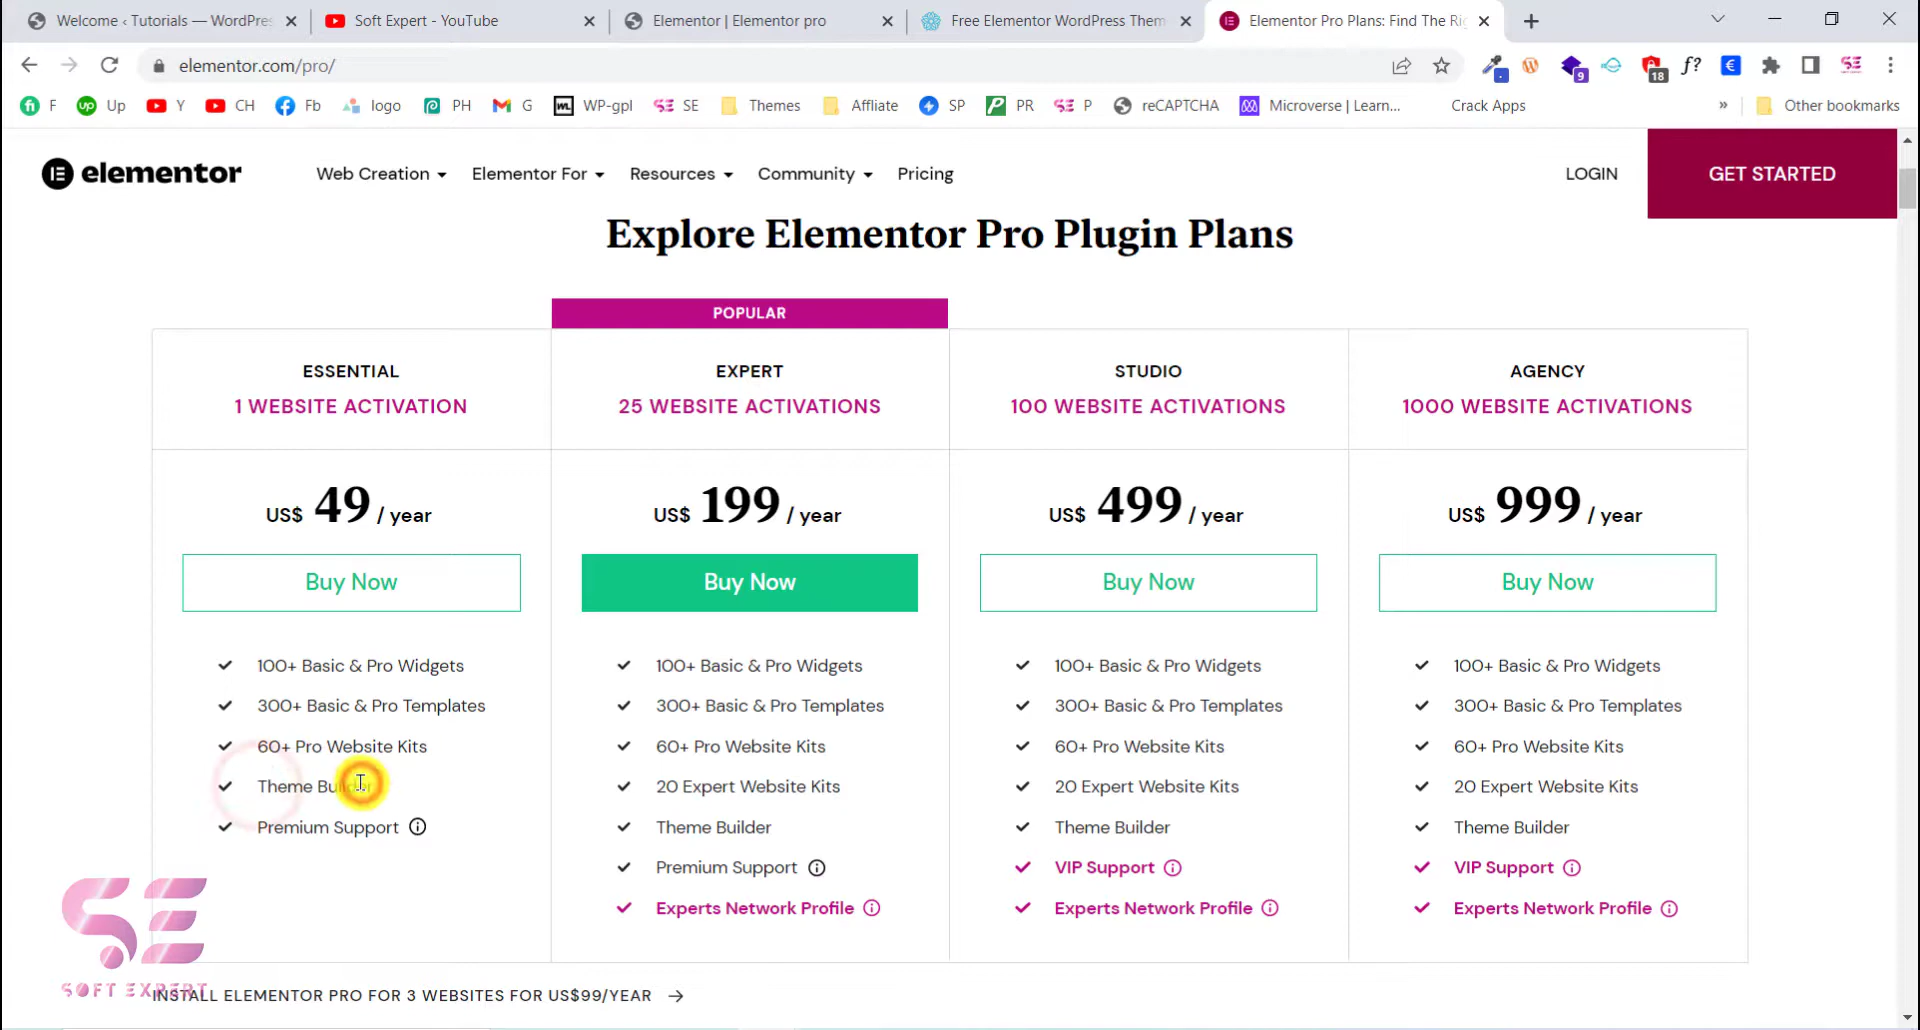 Welcome ‹ Tutorials — WordPres
Soft Expert - YouTube
Elementor | Elementor pro
Free Elementor WordPress Them
Elementor Pro Plans: Find The Ri
elementor.com/pro/
9
18
f?
F
Up
Y
CH
Fb
logo
PH
G
WP-gpl
SE
Themes
Affliate
SP
PR
P
reCAPTCHA
Microverse | Learn...
Crack Apps
»
Other bookmarks
elementor
Web Creation
Elementor For
Resources
Community
Pricing
LOGIN
GET STARTED
Explore Elementor Pro Plugin Plans
POPULAR
ESSENTIAL
1 WEBSITE ACTIVATION
US$ 49 / year
Buy Now
100+ Basic & Pro Widgets
300+ Basic & Pro Templates
60+ Pro Website Kits
Theme Builder
Premium Support
EXPERT
25 WEBSITE ACTIVATIONS
US$ 199 / year
Buy Now
100+ Basic & Pro Widgets
300+ Basic & Pro Templates
60+ Pro Website Kits
20 Expert Website Kits
Theme Builder
Premium Support
Experts Network Profile
STUDIO
100 WEBSITE ACTIVATIONS
US$ 499 / year
Buy Now
100+ Basic & Pro Widgets
300+ Basic & Pro Templates
60+ Pro Website Kits
20 Expert Website Kits
Theme Builder
VIP Support
Experts Network Profile
AGENCY
1000 WEBSITE ACTIVATIONS
US$ 999 / year
Buy Now
100+ Basic & Pro Widgets
300+ Basic & Pro Templates
60+ Pro Website Kits
20 Expert Website Kits
Theme Builder
VIP Support
Experts Network Profile
SE
SOFT EXPERT
INSTALL ELEMENTOR PRO FOR 3 WEBSITES FOR US$99/YEAR →